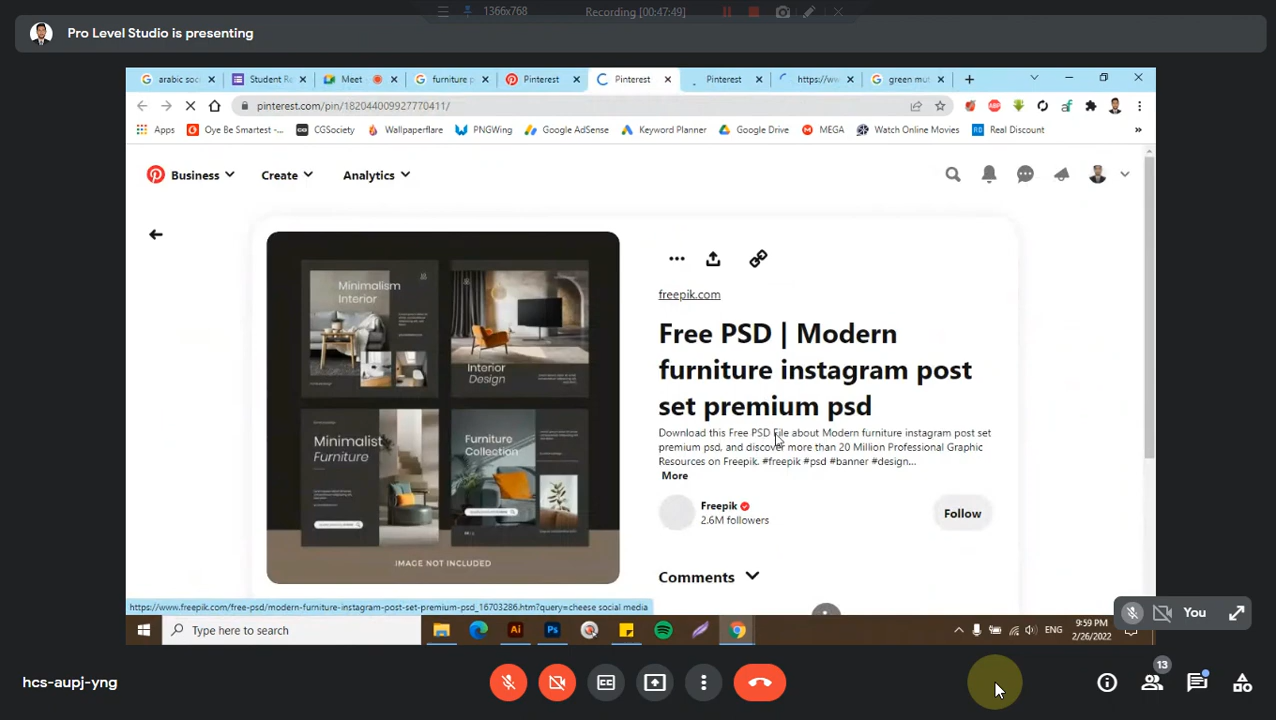 1366x768
Recording [00:47:49]
Pro Level Studio is presenting
arabic soci
Student Re
Meet
furniture p
Pinterest
Pinterest
Pinterest
https://ww
green mut
pinterest.com/pin/182044009927770411/
Apps
Oye Be Smartest -...
CGSociety
Wallpaperflare
PNGWing
Google AdSense
Keyword Planner
Google Drive
MEGA
Watch Online Movies
Real Discount
Business
Create
Analytics
freepik.com
Free PSD | Modern
furniture instagram post
set premium psd
Download this Free PSD File about Modern furniture instagram post set
premium psd, and discover more than 20 Million Professional Graphic
Resources on Freepik. #freepik #psd #banner #design...
More
Freepik
2.6M followers
Follow
Comments
Minimalism
Interior
Interior
Design
Minimalist
Furniture
Furniture
Collection
IMAGE NOT INCLUDED
https://www.freepik.com/free-psd/modern-furniture-instagram-post-set-premium-psd_16703286.htm?query=cheese social media
Type here to search
Ai
Ps
ENG
9:59 PM
2/26/2022
You
hcs-aupj-yng
13